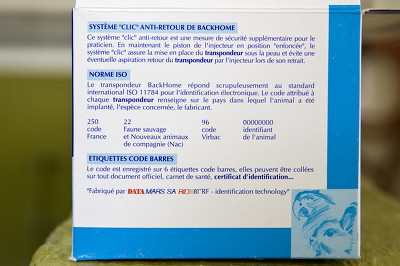 SYSTÈME "CLIC" ANTI-RETOUR DE BACKHOME
Ce système "clic" anti-retour est une mesure de sécurité supplémentaire pour le
praticien. En maintenant le piston de l'injecteur en position "enfoncée", le
système "clic" assure la mise en place du transpondeur sous la peau et évite une
éventuelle aspiration retour du transpondeur par l'injecteur lors de son retrait.
NORME ISO
Le transpondeur BackHome répond scrupuleusement au standard
international ISO 11784 pour l'identification électronique. Le code attribué à
chaque transpondeur renseigne sur le pays dans lequel l'animal a été
implanté, l'espèce concernée, le fabricant.
250 22 96 00000000
code Faune sauvage code identifiant
France et Nouveaux animaux Virbac de l'animal
de compagnie (Nac)
ETIQUETTES CODE BARRES
Le code est enregistré sur 6 étiquettes code barres, elles peuvent être collées
sur tout document officiel, carnet de santé, certificat d'identification...
"Fabriqué par DATA MARS SA RF - identification technology"